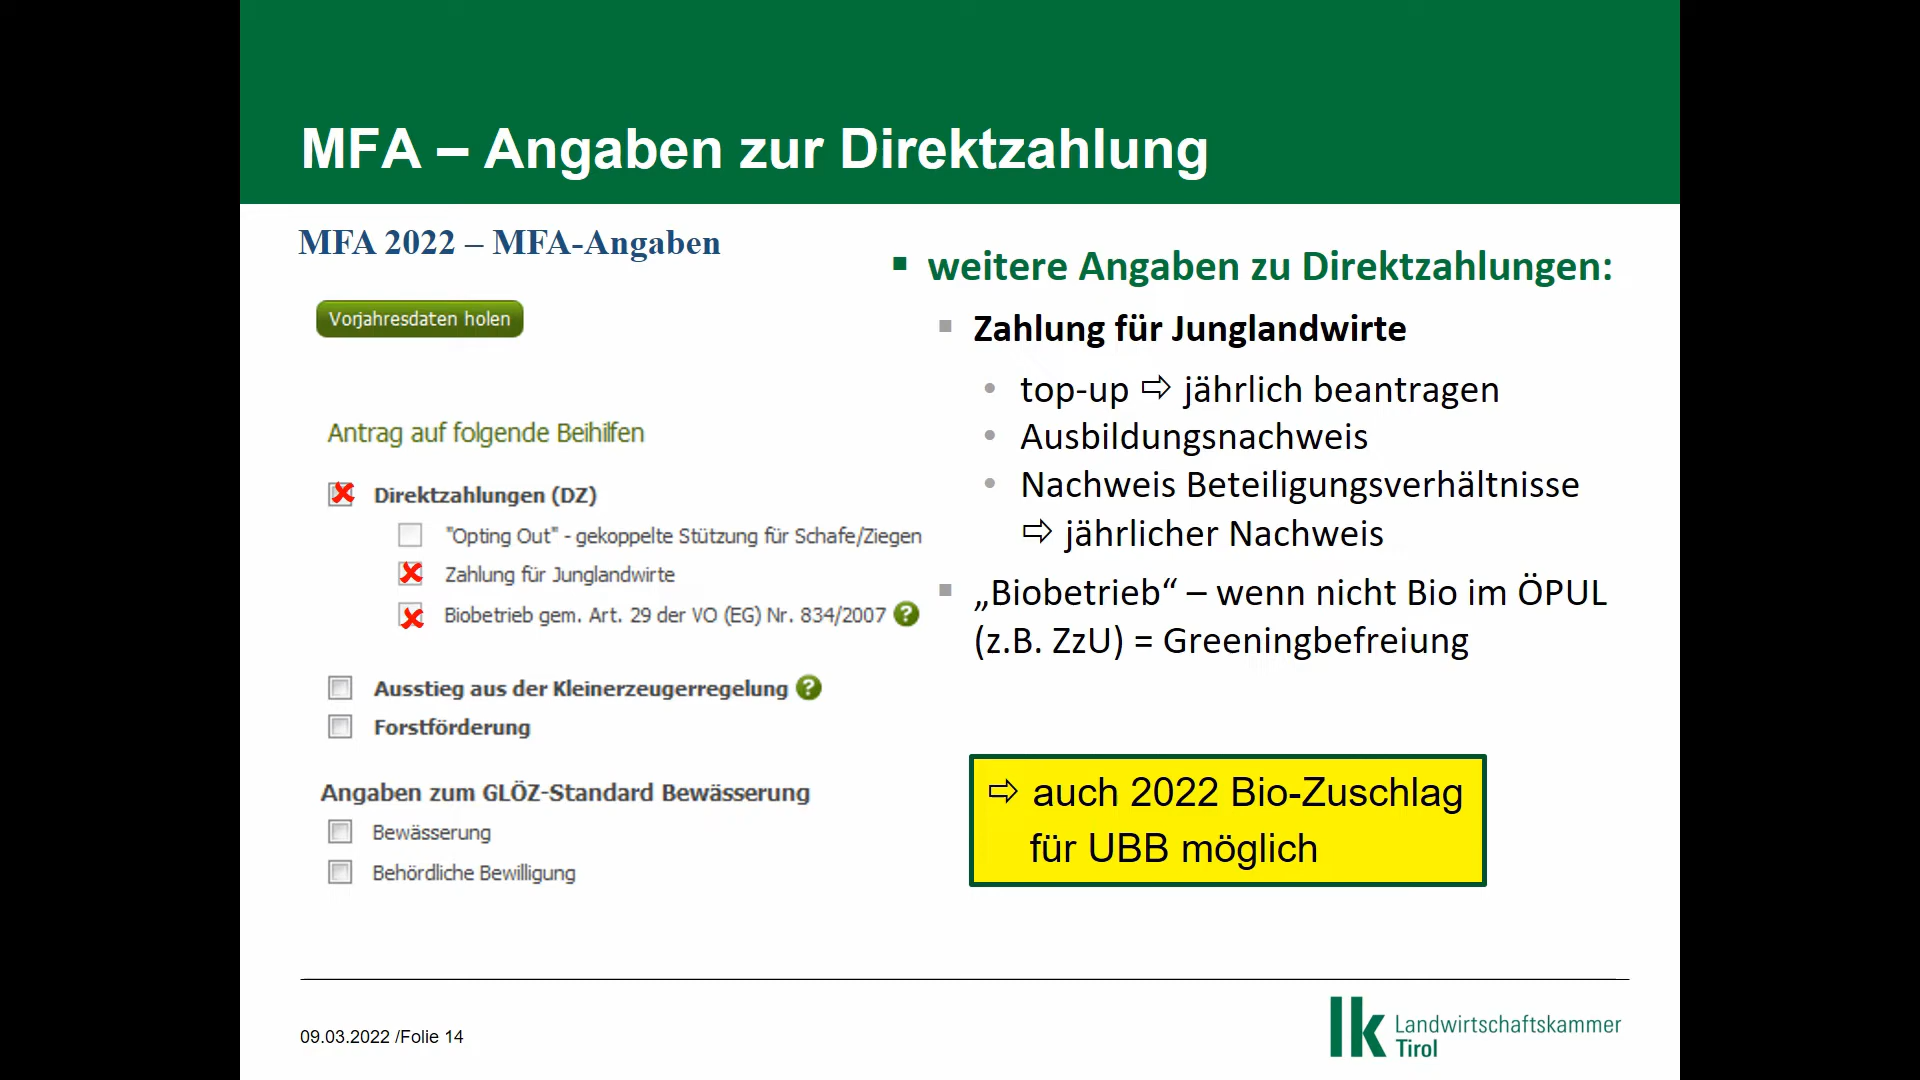 MFA – Angaben zur Direktzahlung
MFA 2022 – MFA-Angaben
Vorjahresdaten holen
Antrag auf folgende Beihilfen
Direktzahlungen (DZ)
"Opting Out" - gekoppelte Stützung für Schafe/Ziegen
Zahlung für Junglandwirte
Biobetrieb gem. Art. 29 der VO (EG) Nr. 834/2007 ?
Ausstieg aus der Kleinerzeugerregelung ?
Forstförderung
Angaben zum GLÖZ-Standard Bewässerung
Bewässerung
Behördliche Bewilligung
▪ weitere Angaben zu Direktzahlungen:
▪ Zahlung für Junglandwirte
• top-up ⇨ jährlich beantragen
• Ausbildungsnachweis
• Nachweis Beteiligungsverhältnisse
⇨ jährlicher Nachweis
▪ „Biobetrieb“ – wenn nicht Bio im ÖPUL
(z.B. ZzU) = Greeningbefreiung
⇨ auch 2022 Bio-Zuschlag
für UBB möglich
09.03.2022 /Folie 14
lk Landwirtschaftskammer
Tirol